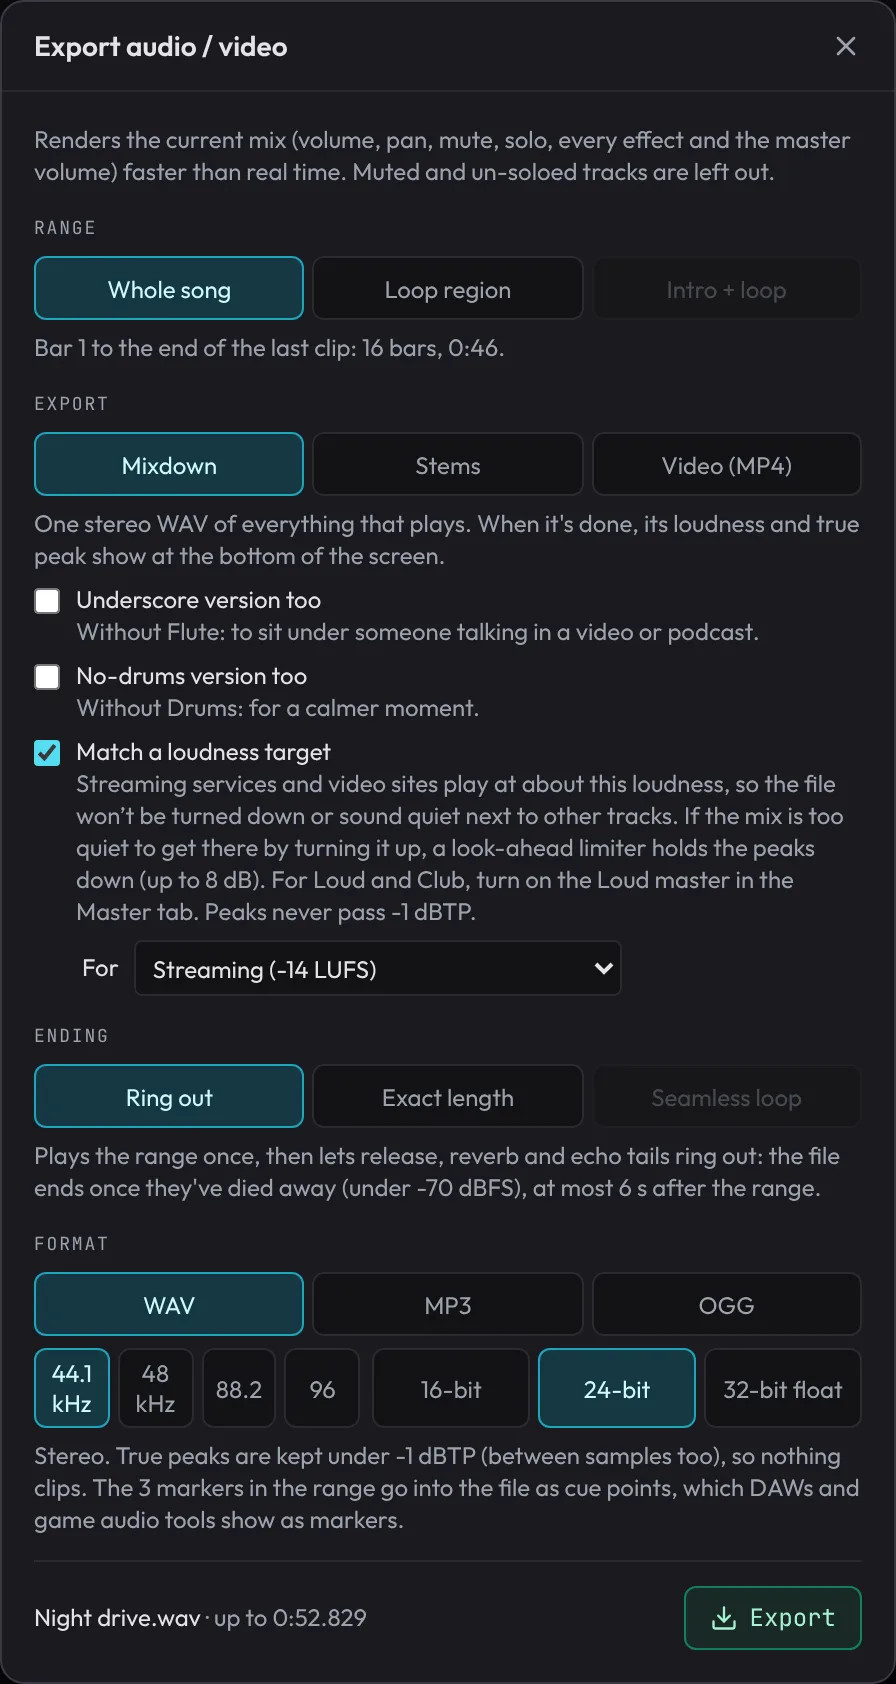 Export audio / video
Renders the current mix (volume, pan, mute, solo, every effect and the master
volume) faster than real time. Muted and un-soloed tracks are left out.
RANGE
Whole song
Loop region
Intro + loop
Bar 1 to the end of the last clip: 16 bars, 0:46.
EXPORT
Mixdown
Stems
Video (MP4)
One stereo WAV of everything that plays. When it's done, its loudness and true
peak show at the bottom of the screen.
Underscore version too
Without Flute: to sit under someone talking in a video or podcast.
No-drums version too
Without Drums: for a calmer moment.
Match a loudness target
Streaming services and video sites play at about this loudness, so the file
won’t be turned down or sound quiet next to other tracks. If the mix is too
quiet to get there by turning it up, a look-ahead limiter holds the peaks
down (up to 8 dB). For Loud and Club, turn on the Loud master in the
Master tab. Peaks never pass -1 dBTP.
For
Streaming (-14 LUFS)
ENDING
Ring out
Exact length
Seamless loop
Plays the range once, then lets release, reverb and echo tails ring out: the file
ends once they've died away (under -70 dBFS), at most 6 s after the range.
FORMAT
WAV
MP3
OGG
44.1
kHz
48
kHz
88.2
96
16-bit
24-bit
32-bit float
Stereo. True peaks are kept under -1 dBTP (between samples too), so nothing
clips. The 3 markers in the range go into the file as cue points, which DAWs and
game audio tools show as markers.
Night drive.wav · up to 0:52.829
Export